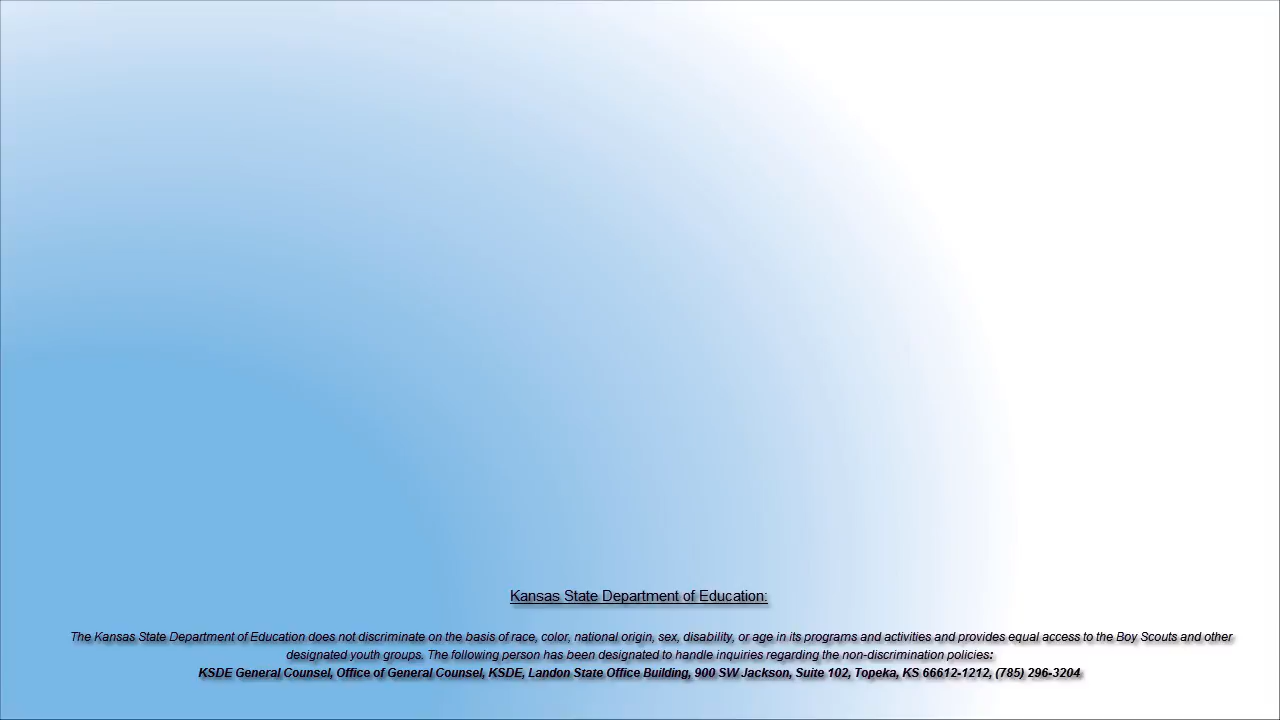 Kansas State Department of Education:
The Kansas State Department of Education does not discriminate on the basis of race, color, national origin, sex, disability, or age in its programs and activities and provides equal access to the Boy Scouts and other
designated youth groups. The following person has been designated to handle inquiries regarding the non-discrimination policies:
KSDE General Counsel, Office of General Counsel, KSDE, Landon State Office Building, 900 SW Jackson, Suite 102, Topeka, KS 66612-1212, (785) 296-3204